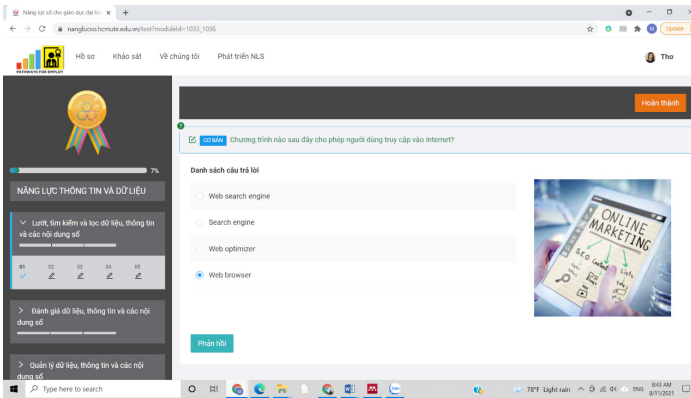 Năng lực số cho giáo dục đại họ
nanglucso.hcmute.edu.vn/test?moduleId=1033_1036
M
Update
PATHWAYS FOR EMPLOY
Hồ sơ
Khảo sát
Về chúng tôi
Phát triển NLS
Thơ
Hoàn thành
?
CƠ BẢN Chương trình nào sau đây cho phép người dùng truy cập vào Internet?
7%
Danh sách câu trả lời
NĂNG LỰC THÔNG TIN VÀ DỮ LIỆU
Web search engine
Lướt, tìm kiếm và lọc dữ liệu, thông tin
và các nội dung số
Search engine
Web optimizer
01 02 03 04 05
Web browser
ONLINE
MARKETING
SEO Content Lists
Đánh giá dữ liệu, thông tin và các nội
dung số
Phản hồi
Quản lý dữ liệu, thông tin và các nội
dung số
Type here to search
78°F Light rain
ENG
8:45 AM
8/11/2021